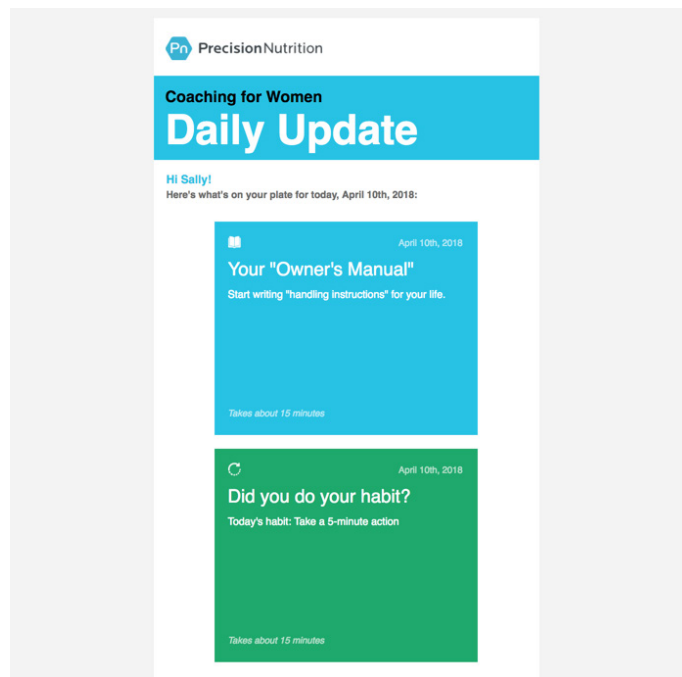 Pn PrecisionNutrition
Coaching for Women
Daily Update
Hi Sally!
Here's what's on your plate for today, April 10th, 2018:
April 10th, 2018
Your "Owner's Manual"
Start writing "handling instructions" for your life.
Takes about 15 minutes
April 10th, 2018
Did you do your habit?
Today's habit: Take a 5-minute action
Takes about 15 minutes